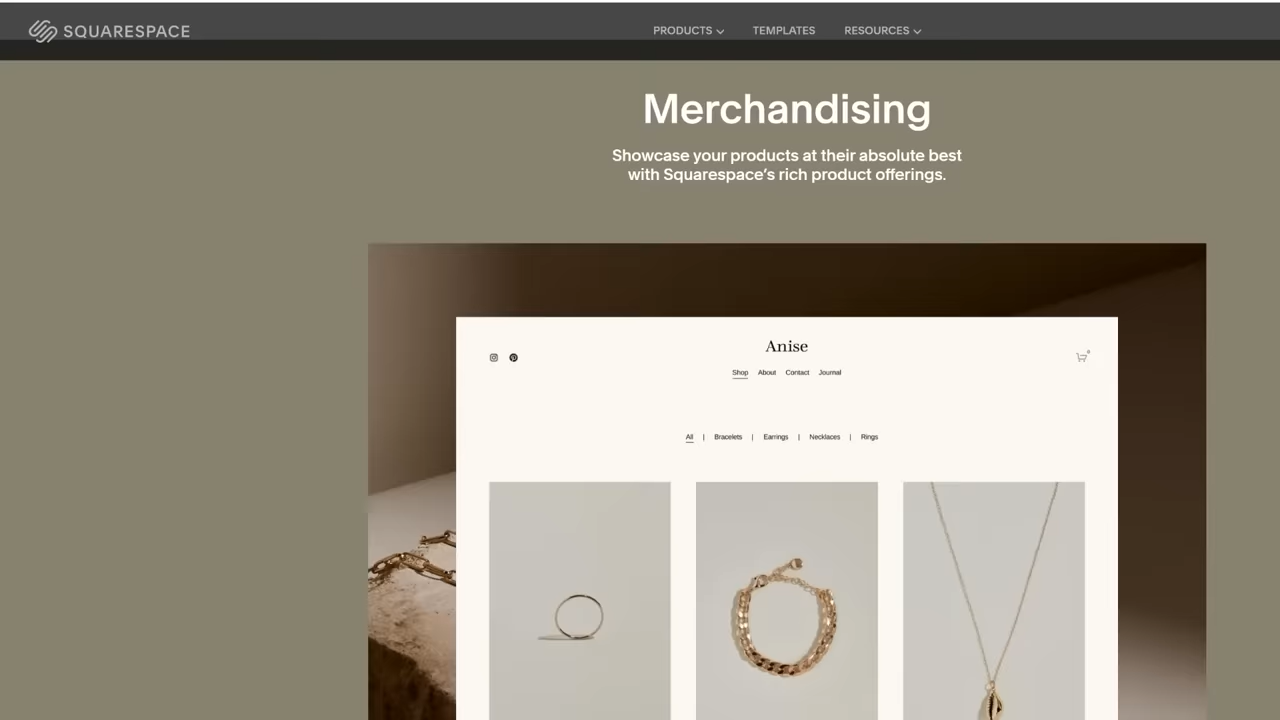 SQUARESPACE
PRODUCTS TEMPLATES RESOURCES
Merchandising
Showcase your products at their absolute best
with Squarespace’s rich product offerings.
Anise
Shop About Contact Journal
All | Bracelets | Earrings | Necklaces | Rings